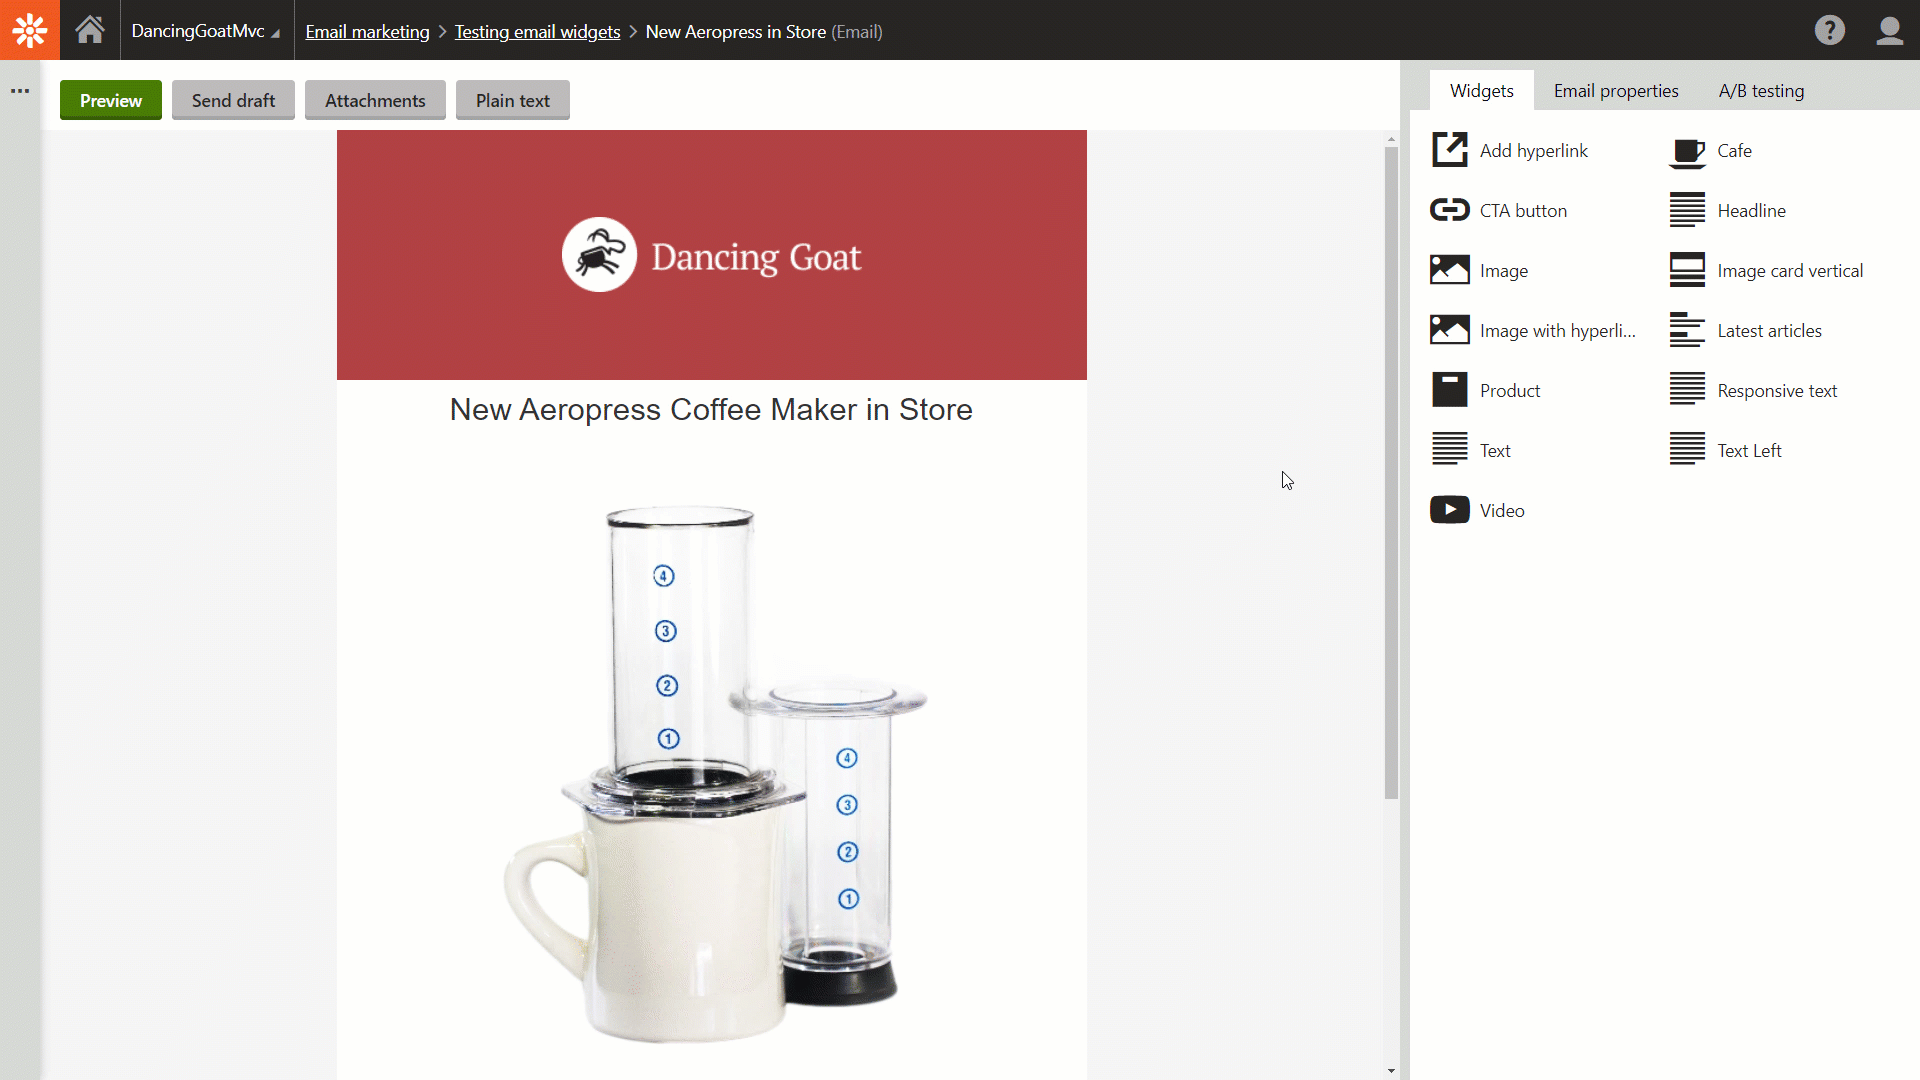 DancingGoatMvc
Email marketing > Testing email widgets > New Aeropress in Store (Email)
?
...
Preview
Send draft
Attachments
Plain text
Widgets
Email properties
A/B testing
Add hyperlink
Cafe
CTA button
Headline
Image
Image card vertical
Image with hyperli...
Latest articles
Product
Responsive text
Text
Text Left
Video
Dancing Goat
New Aeropress Coffee Maker in Store
4
3
2
1
4
3
2
1